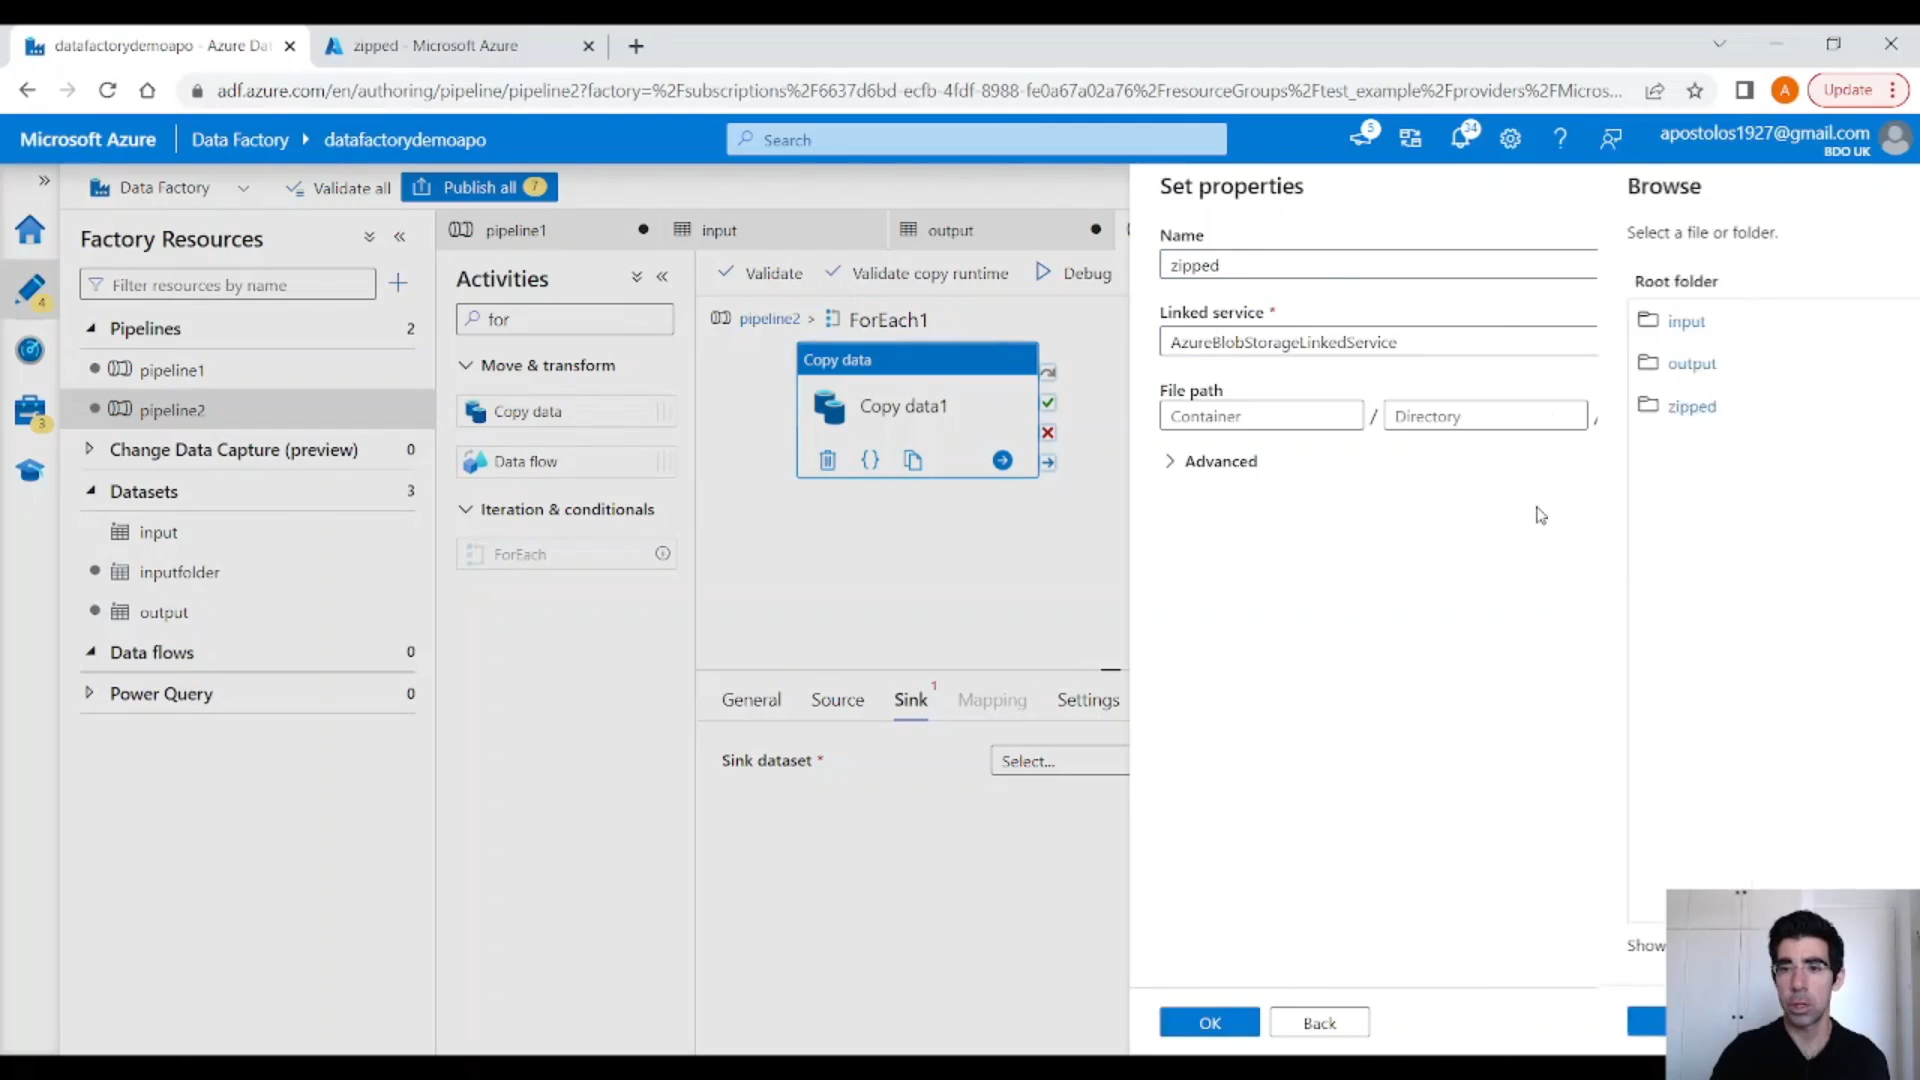 datafactorydemoapo - Azure Dat
zipped - Microsoft Azure
adf.azure.com/en/authoring/pipeline/pipeline2?factory=%2Fsubscriptions%2F6637d6bd-ecfb-4fdf-8988-fe0a67a02a76%2FresourceGroups%2Ftest_example%2Fproviders%2FMicros...
A
Update
Microsoft Azure
Data Factory
datafactorydemoapo
Search
5
34
apostolos1927@gmail.com
BDO UK
Data Factory
Validate all
Publish all
7
4
3
Factory Resources
Filter resources by name
Pipelines
2
pipeline1
pipeline2
Change Data Capture (preview)
0
Datasets
3
input
inputfolder
output
Data flows
0
Power Query
0
pipeline1
input
output
Activities
for
Move & transform
Copy data
Data flow
Iteration & conditionals
ForEach
Validate
Validate copy runtime
Debug
pipeline2 > ForEach1
Copy data
Copy data1
General
Source
Sink
1
Mapping
Settings
Sink dataset *
Select...
Set properties
Name
zipped
Linked service *
AzureBlobStorageLinkedService
File path
Container
/
Directory
/
Advanced
OK
Back
Browse
Select a file or folder.
Root folder
input
output
zipped
Show